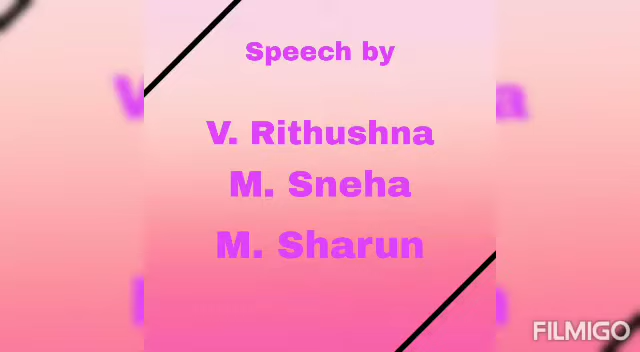 Speech by
V. Rithushna
M. Sneha
M. Sharun
FILMIGO